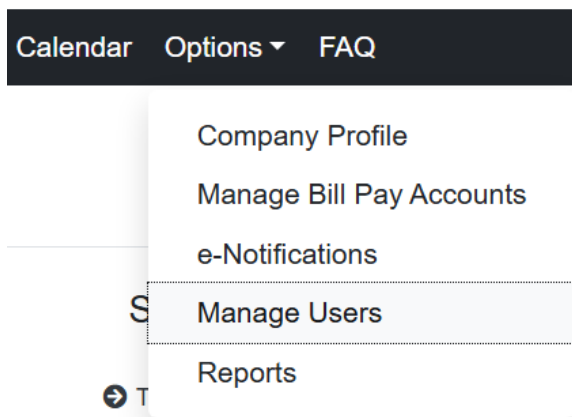 Calendar Options FAQ
Company Profile
Manage Bill Pay Accounts
e-Notifications
Manage Users
Reports